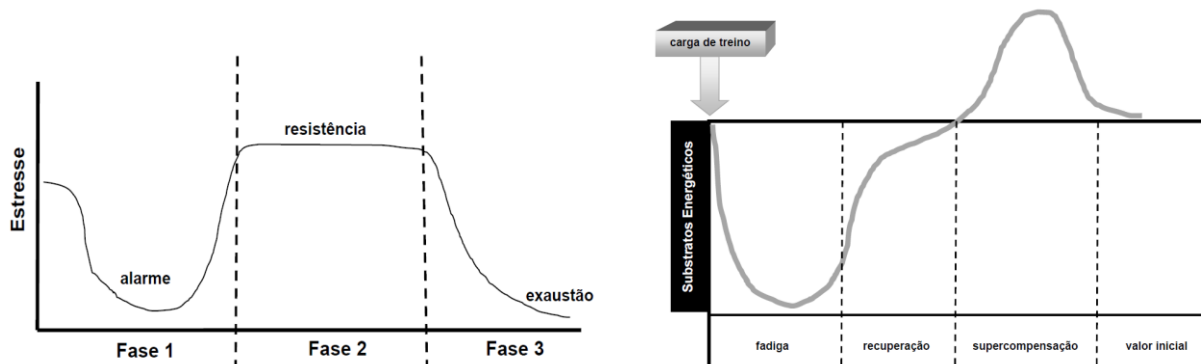 Estresse
alarme
resistência
exaustão
Fase 1
Fase 2
Fase 3
carga de treino
Substratos Energéticos
fadiga
recuperação
supercompensação
valor inicial